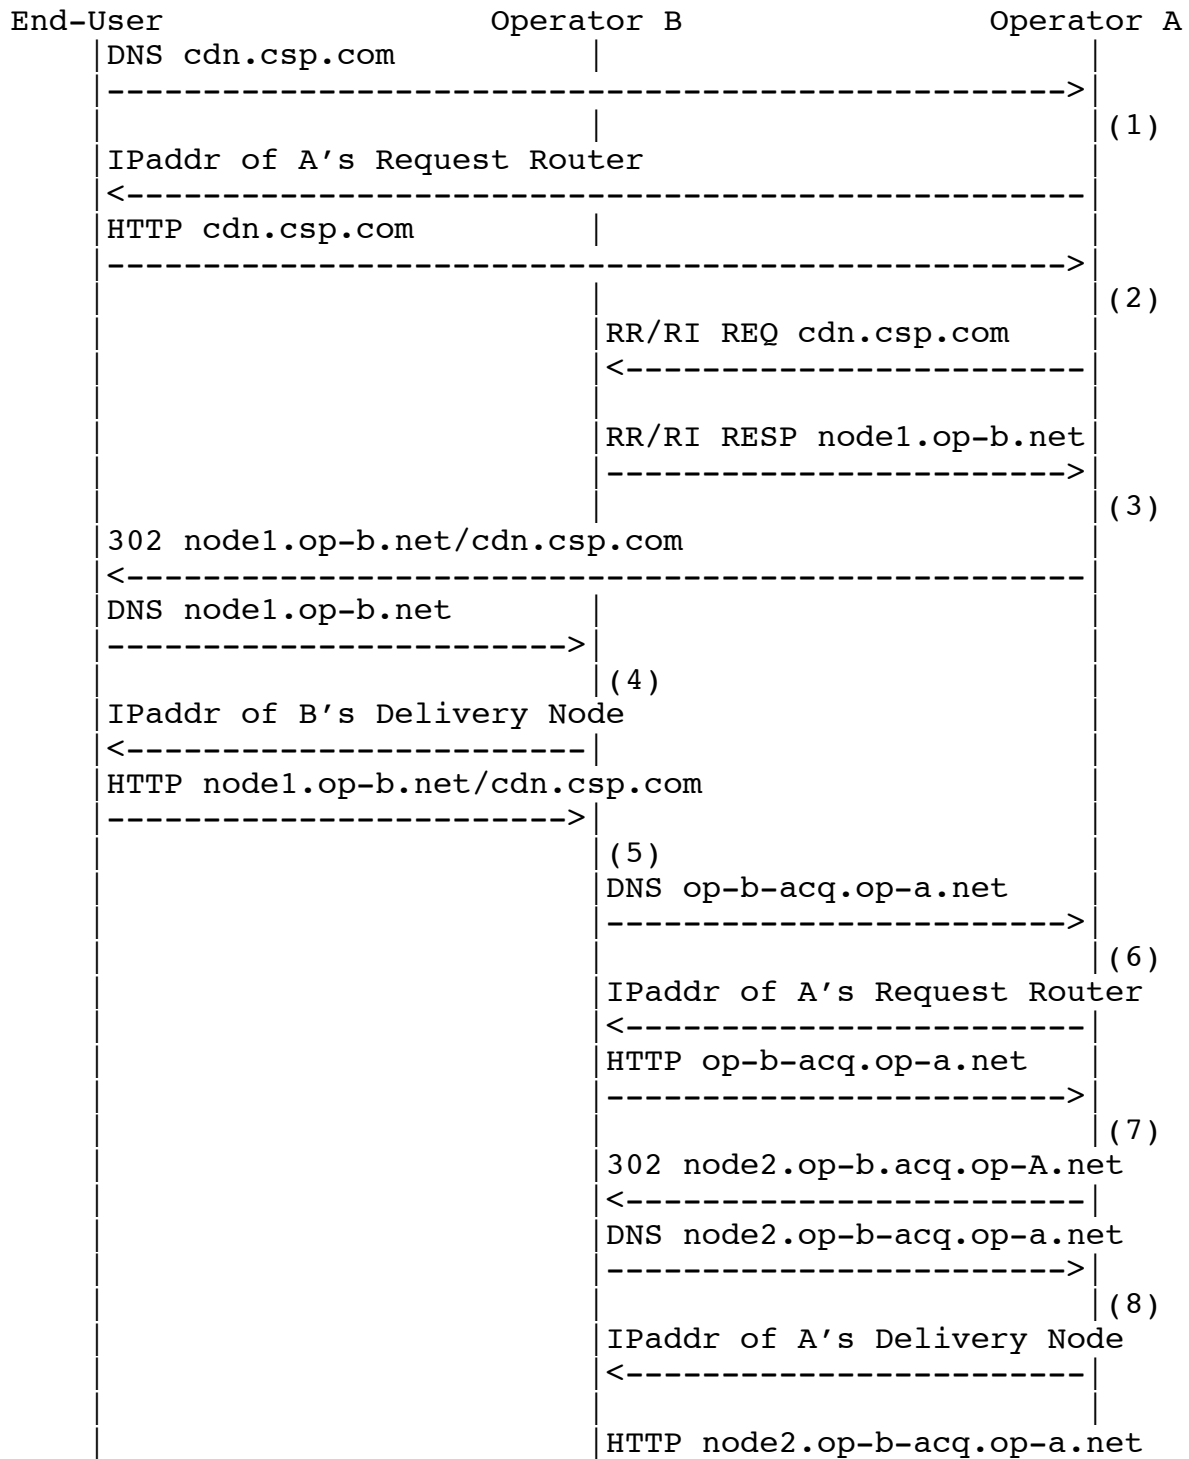 End-User Operator B Operator A
DNS cdn.csp.com
(1)
IPaddr of A's Request Router
HTTP cdn.csp.com
(2)
RR/RI REQ cdn.csp.com
RR/RI RESP node1.op-b.net
(3)
302 node1.op-b.net/cdn.csp.com
DNS node1.op-b.net
(4)
IPaddr of B's Delivery Node
HTTP node1.op-b.net/cdn.csp.com
(5)
DNS op-b-acq.op-a.net
(6)
IPaddr of A's Request Router
HTTP op-b-acq.op-a.net
(7)
302 node2.op-b.acq.op-A.net
DNS node2.op-b-acq.op-a.net
(8)
IPaddr of A's Delivery Node
HTTP node2.op-b-acq.op-a.net